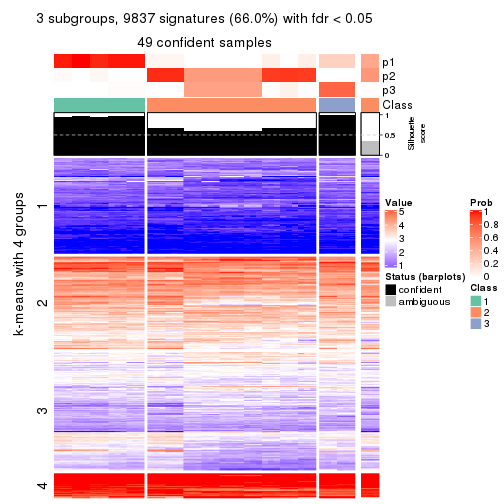 3 subgroups, 9837 signatures (66.0%) with fdr < 0.05
49 confident samples
p1
p2
p3
Class
1
0.5
0
Silhouette
score
k-means with 4 groups
1
2
3
4
Value
5
4
3
2
1
Status (barplots)
confident
ambiguous
Prob
1
0.8
0.6
0.4
0.2
0
Class
1
2
3